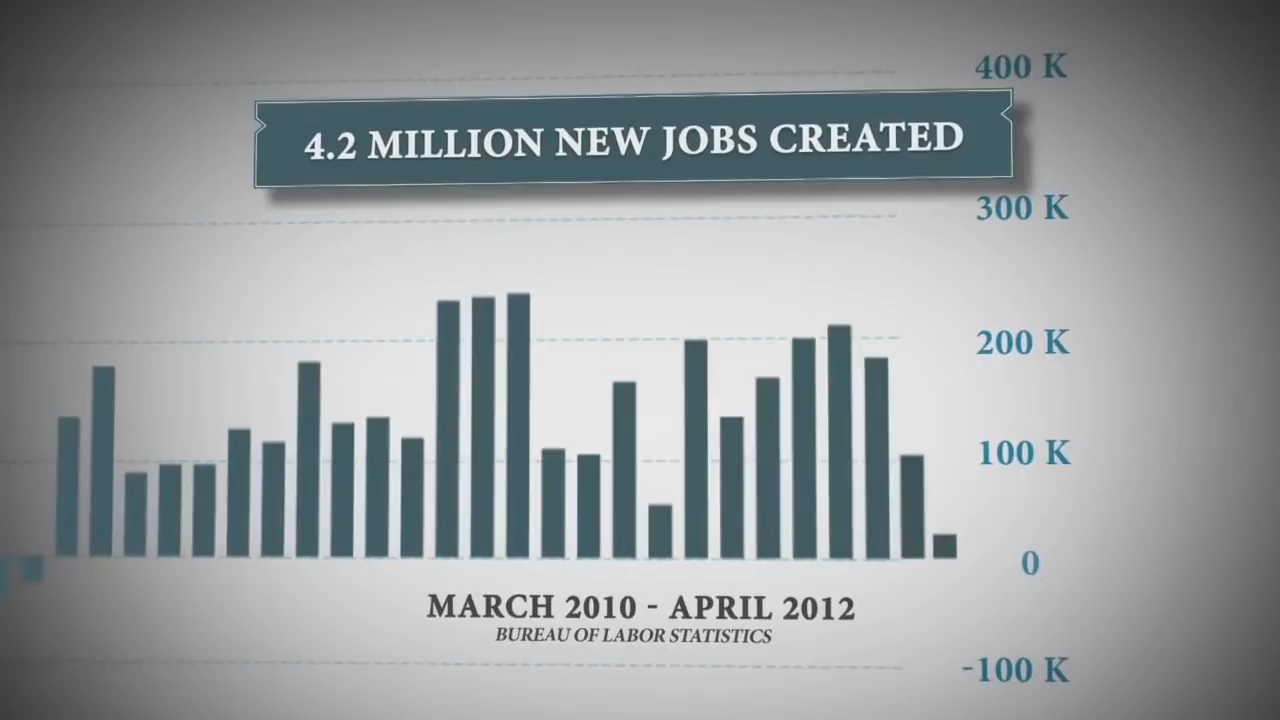 400 K
4.2 MILLION NEW JOBS CREATED
300 K
200 K
100 K
0
MARCH 2010 - APRIL 2012
BUREAU OF LABOR STATISTICS
-100 K